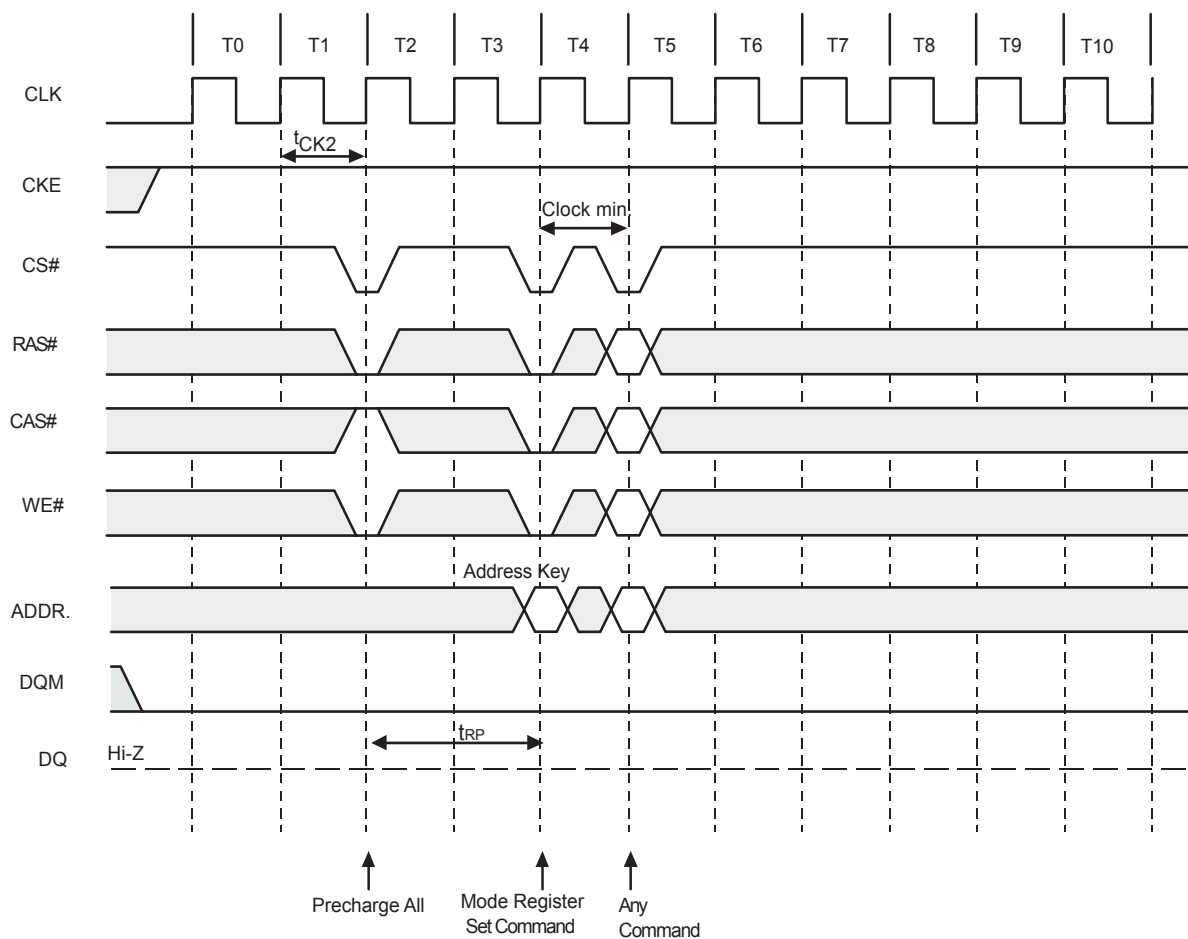 T0 T1 T2 T3 T4 T5 T6 T7 T8 T9 T10
CLK
tCK2
CKE
Clock min.
CS#
RAS#
CAS#
WE#
Address Key
ADDR.
DQM
tRP
DQ
Hi-Z
Precharge All
Mode Register
Set Command
Any
Command